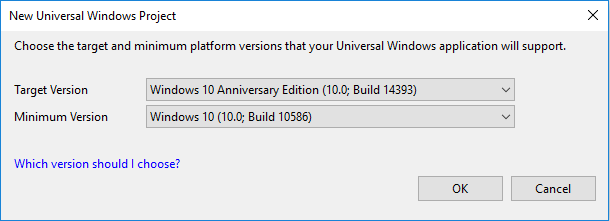 New Universal Windows Project
Choose the target and minimum platform versions that your Universal Windows application will support.
Target Version Windows 10 Anniversary Edition (10.0; Build 14393)
Minimum Version Windows 10 (10.0; Build 10586)
Which version should I choose?
OK Cancel